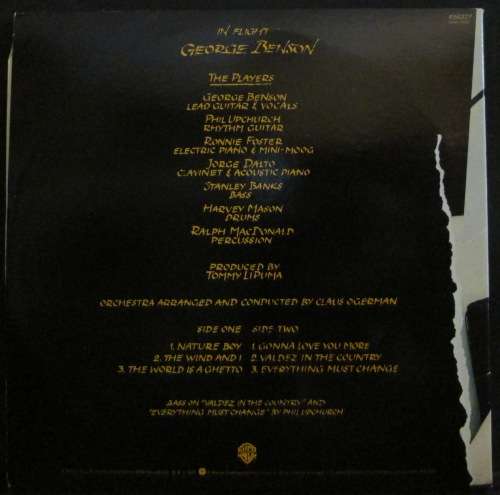 IN FLIGHT
GEORGE BENSON
THE PLAYERS
GEORGE BENSON
LEAD GUITAR & VOCALS
PHIL UPCHURCH
RHYTHM GUITAR
RONNIE FOSTER
ELECTRIC PIANO & MINI-MOOG
JORGE DALTO
CLAVINET & ACOUSTIC PIANO
STANLEY BANKS
BASS
HARVEY MASON
DRUMS
RALPH MACDONALD
PERCUSSION
PRODUCED BY
TOMMY LIPUMA
ORCHESTRA ARRANGED AND CONDUCTED BY CLAUS OGERMAN
SIDE ONE
1. NATURE BOY
2. THE WIND AND I
3. THE WORLD IS A GHETTO
SIDE TWO
1. GONNA LOVE YOU MORE
2. VALDEZ IN THE COUNTRY
3. EVERYTHING MUST CHANGE
BASS ON "VALDEZ IN THE COUNTRY" AND
"EVERYTHING MUST CHANGE" BY PHIL UPCHURCH